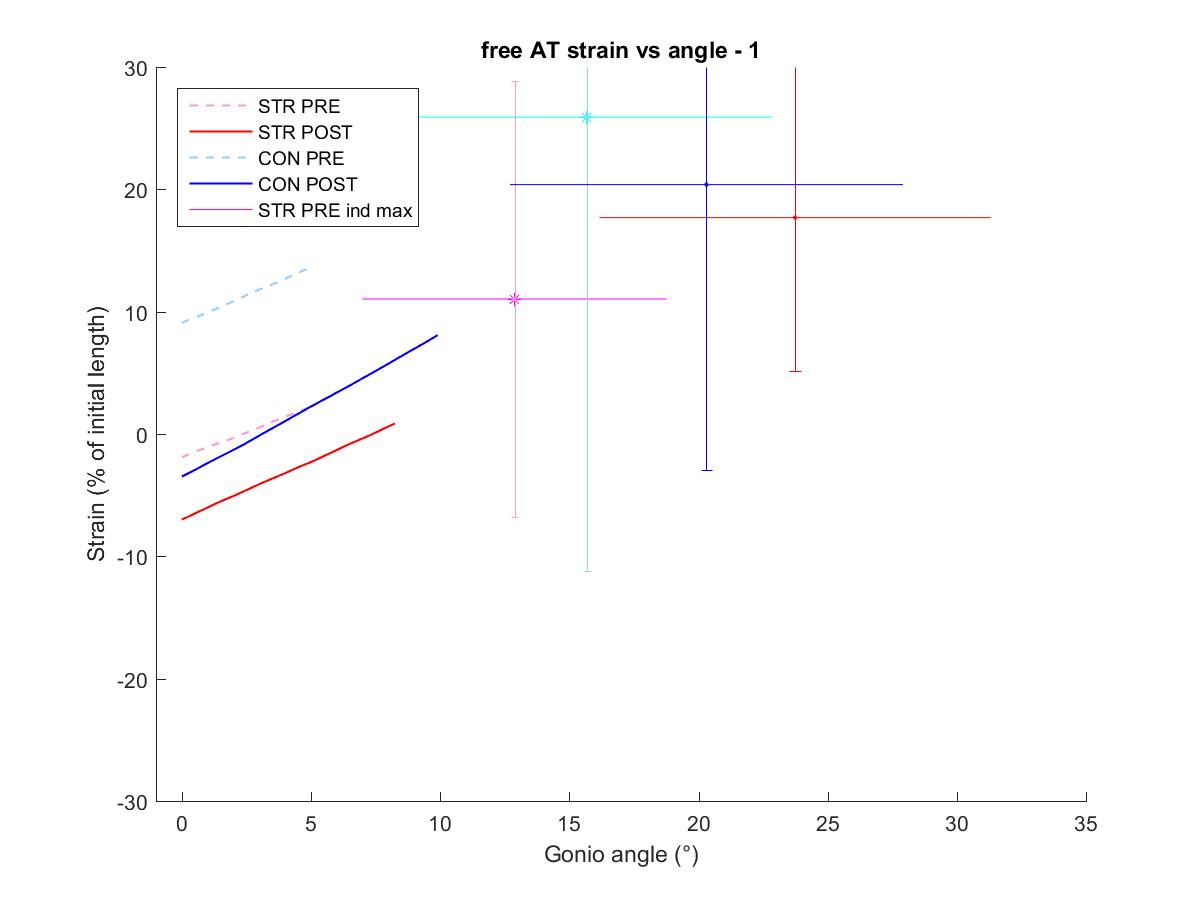 free AT strain vs angle - 1
30
20
10
0
-10
-20
-30
Strain (% of initial length)
STR PRE
STR POST
CON PRE
CON POST
STR PRE ind max
0 5 10 15 20 25 30 35
Gonio angle (°)